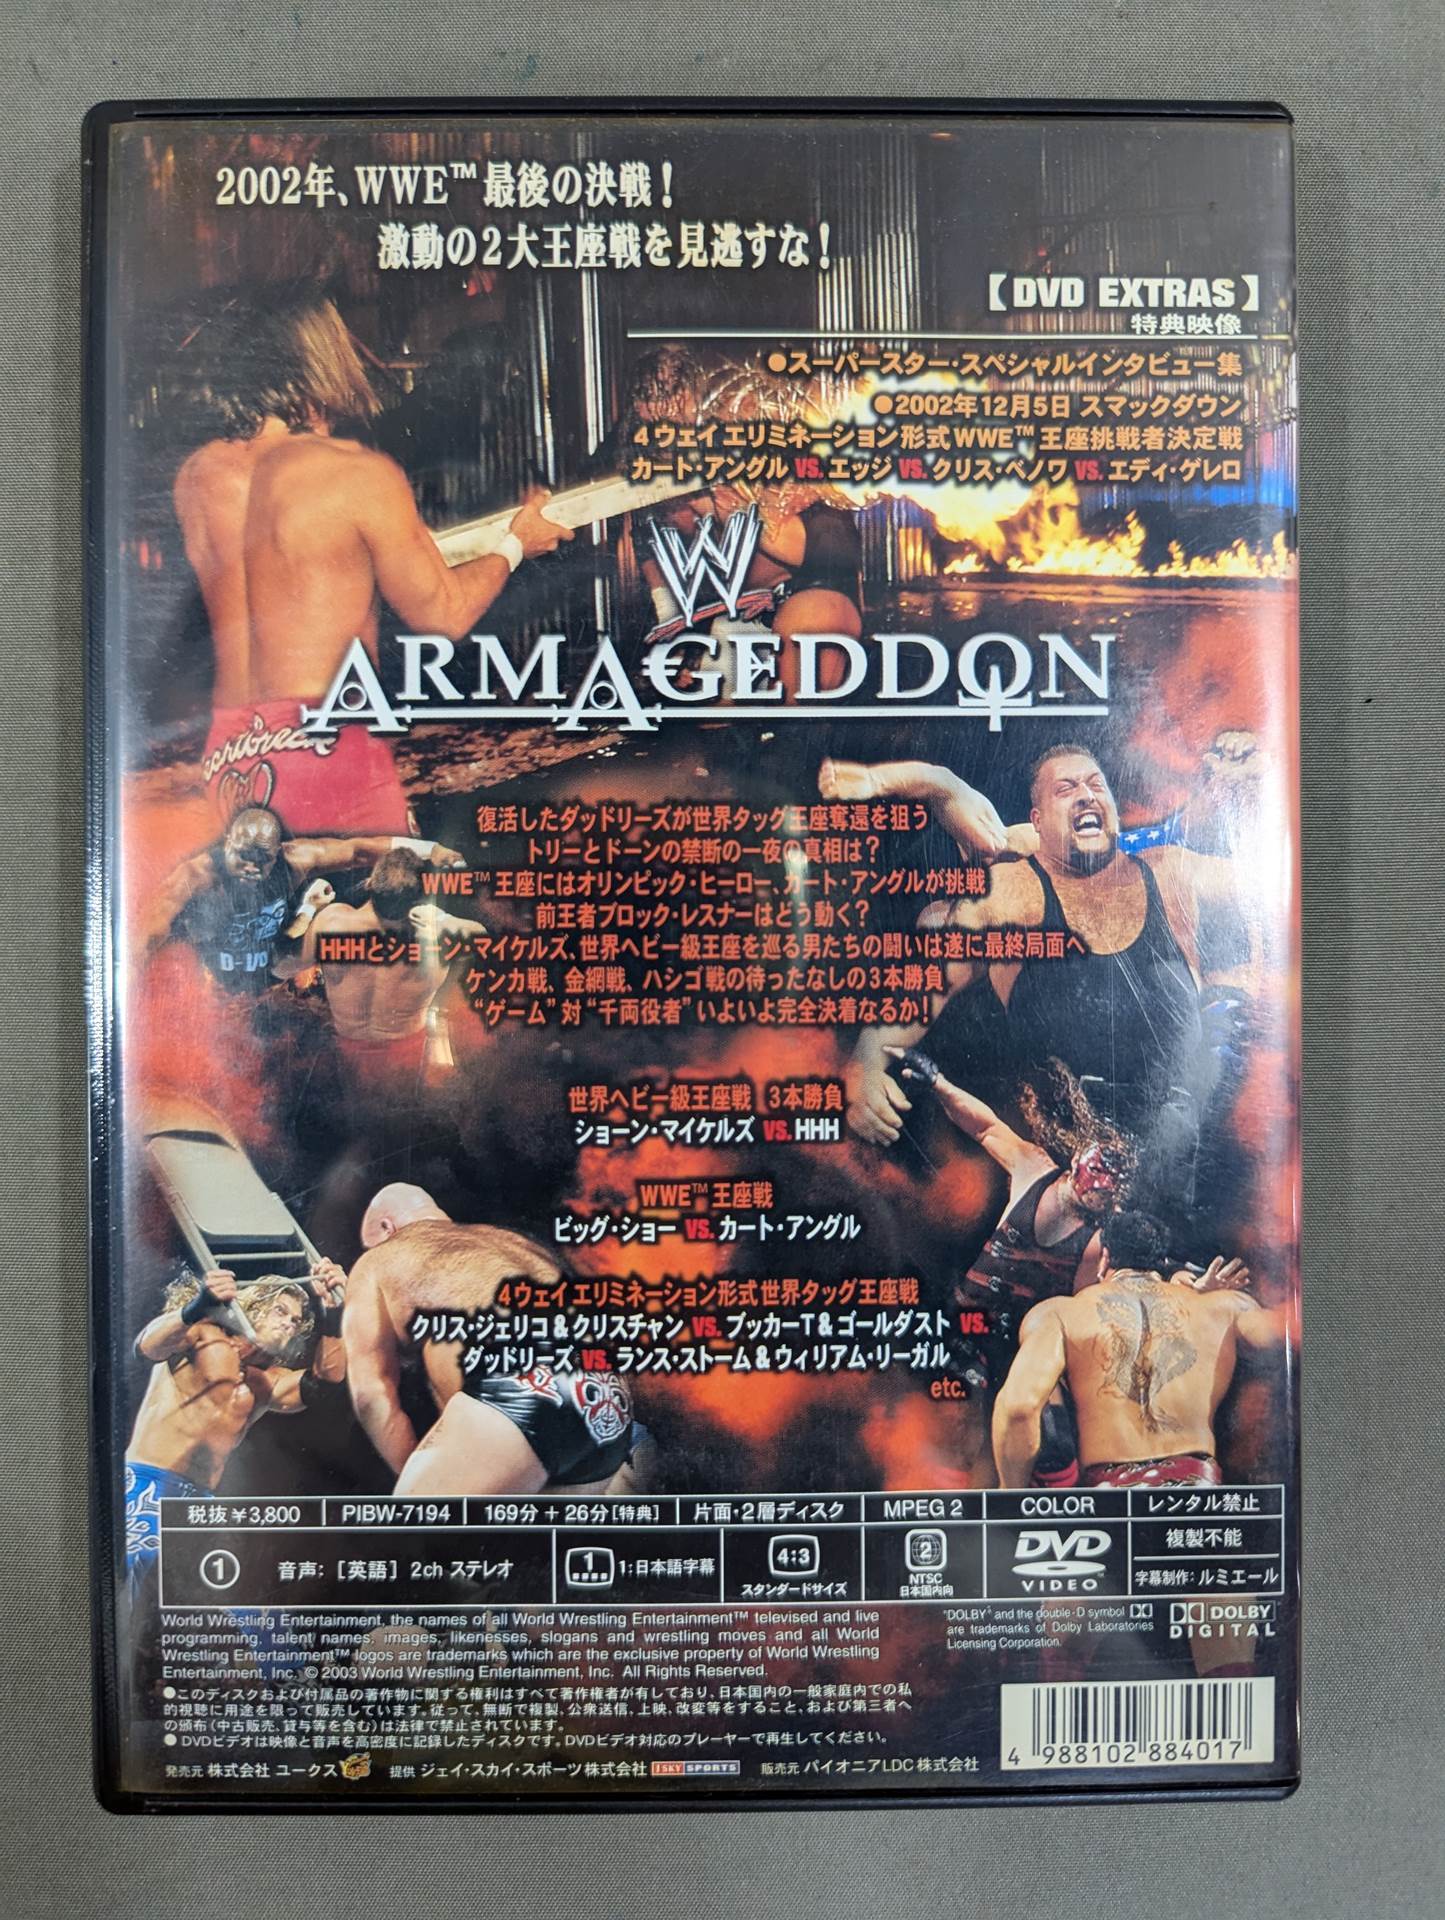 2002年、WWE™最後の決戦!
激動の2大王座戦を見逃すな!
【DVD EXTRAS】
特典映像
●スーパースター・スペシャルインタビュー集
●2002年12月5日 スマックダウン
4ウェイ エリミネーション形式WWE™王座挑戦者決定戦
カート・アングル VS. エッジ VS. クリス・ベノワ VS. エディ・ゲレロ
W
ARMAGEDDON
復活したダッドリーズが世界タッグ王座奪還を狙う
トリーとドーンの禁断の一夜の真相は?
WWE™王座にはオリンピック・ヒーロー、カート・アングルが挑戦
前王者ブロック・レスナーはどう動く?
HHHとショーン・マイケルズ、世界ヘビー級王座を巡る男たちの闘いは遂に最終局面へ
ケンカ戦、金網戦、ハシゴ戦の待ったなしの3本勝負
“ゲーム”対“千両役者”いよいよ完全決着なるか!
世界ヘビー級王座戦 3本勝負
ショーン・マイケルズ VS. HHH
WWE™王座戦
ビッグ・ショー VS. カート・アングル
4ウェイ エリミネーション形式世界タッグ王座戦
クリス・ジェリコ&クリスチャン VS. ブッカーT&ゴールダスト VS.
ダッドリーズ VS. ランス・ストーム&ウィリアム・リーガル
etc.
税抜¥3,800 PIBW-7194 169分+26分[特典] 片面・2層ディスク MPEG 2 COLOR レンタル禁止
複製不能
1 音声:[英語] 2ch ステレオ 1 1:日本語字幕 4:3 スタンダードサイズ 2 NTSC 日本国内向 DVD VIDEO 字幕制作:ルミエール
World Wrestling Entertainment, the names of all World Wrestling Entertainment™ televised and live
programming, talent names, images, likenesses, slogans and wrestling moves and all World
Wrestling Entertainment™ logos are trademarks which are the exclusive property of World Wrestling
Entertainment, Inc. © 2003 World Wrestling Entertainment, Inc. All Rights Reserved.
"DOLBY" and the double-D symbol
are trademarks of Dolby Laboratories
Licensing Corporation.
DOLBY
DIGITAL
●このディスクおよび付属品の著作物に関する権利はすべて著作権者が有しており、日本国内の一般家庭内での私
的視聴に用途を限って販売しています。従って、無断で複製、公衆送信、上映、改変等をすること、および第三者へ
の頒布(中古販売、貸与等を含む)は法律で禁止されています。
●DVDビデオは映像と音声を高密度に記録したディスクです。DVDビデオ対応のプレーヤーで再生してください。
発売元 株式会社 ユークス 提供 ジェイ・スカイ・スポーツ株式会社 J SKY SPORTS 販売元 パイオニアLDC株式会社
4 988102 884017